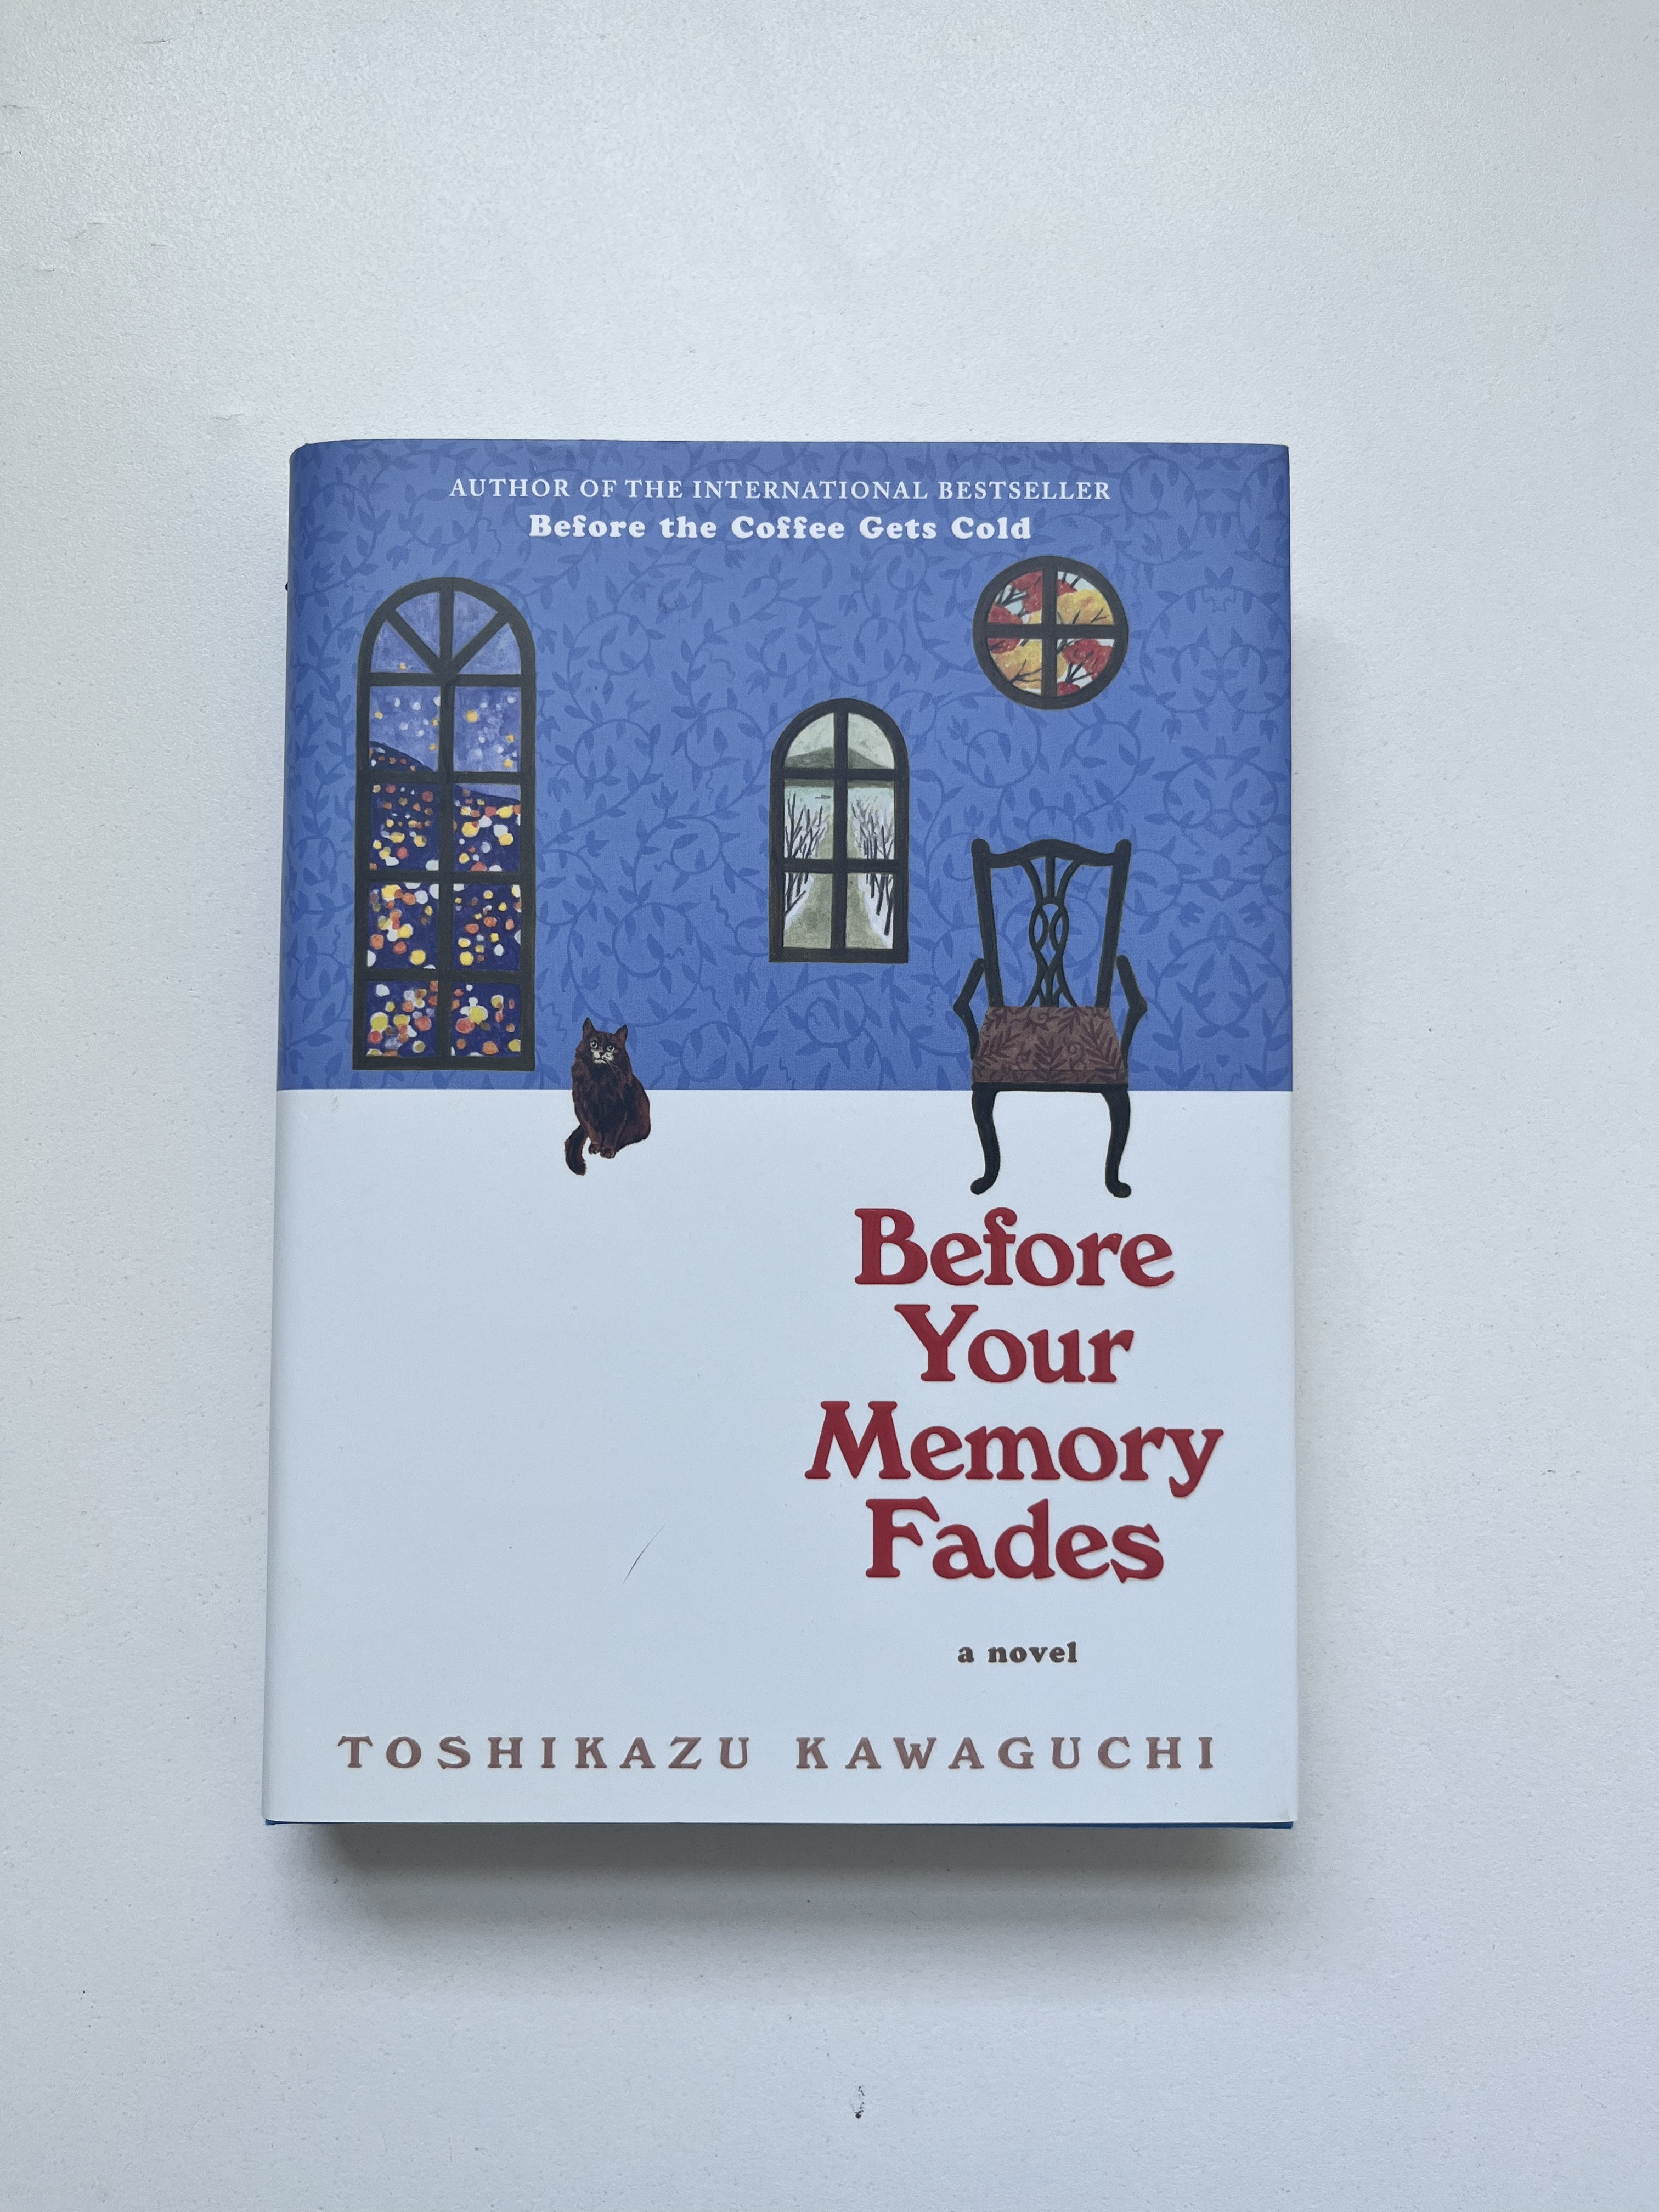 AUTHOR OF THE INTERNATIONAL BESTSELLER
Before the Coffee Gets Cold
Before
Your
Memory
Fades
a novel
TOSHIKAZU KAWAGUCHI